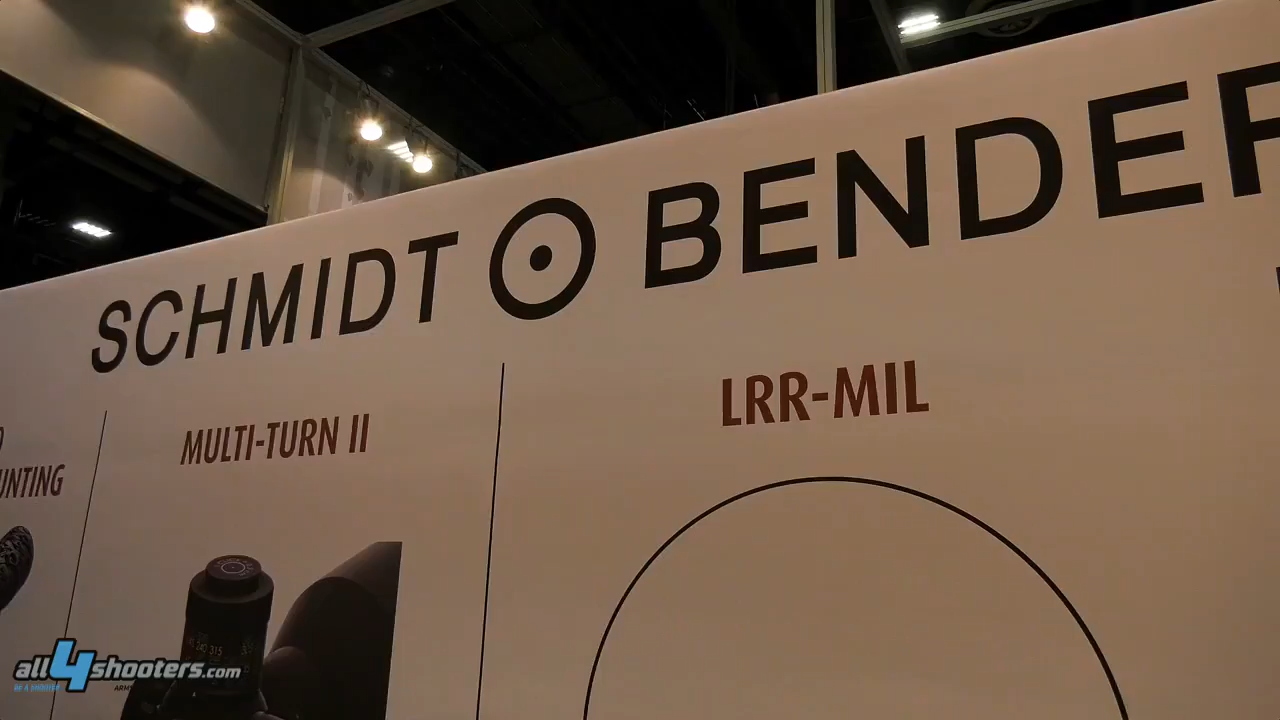 SCHMIDT BENDER
LRR-MIL
MULTI-TURN II
UNTING
all4shooters.com